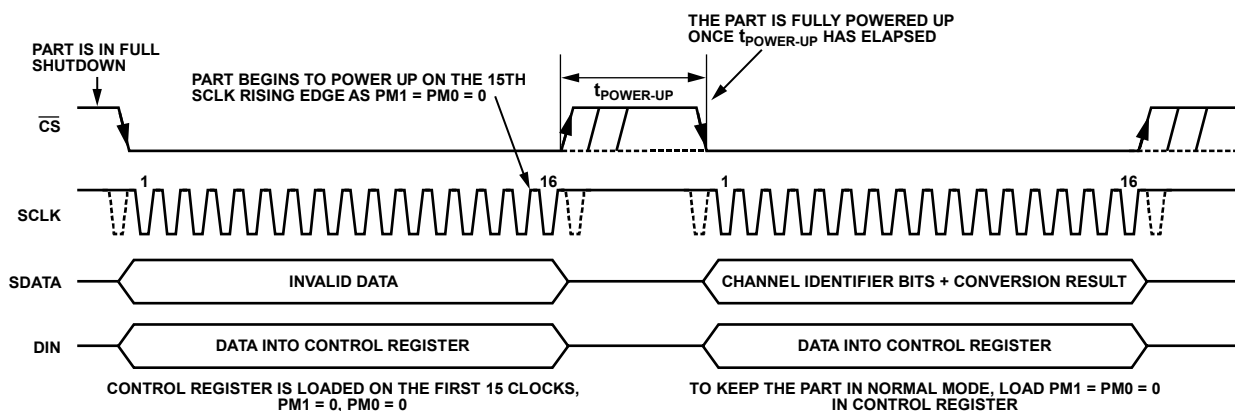 THE PART IS FULLY POWERED UP
ONCE tPOWER-UP HAS ELAPSED
PART IS IN FULL
SHUTDOWN
PART BEGINS TO POWER UP ON THE 15TH
SCLK RISING EDGE AS PM1 = PM0 = 0
tPOWER-UP
CS
1
16
1
16
SCLK
SDATA
INVALID DATA
CHANNEL IDENTIFIER BITS + CONVERSION RESULT
DIN
DATA INTO CONTROL REGISTER
DATA INTO CONTROL REGISTER
CONTROL REGISTER IS LOADED ON THE FIRST 15 CLOCKS,
PM1 = 0, PM0 = 0
TO KEEP THE PART IN NORMAL MODE, LOAD PM1 = PM0 = 0
IN CONTROL REGISTER